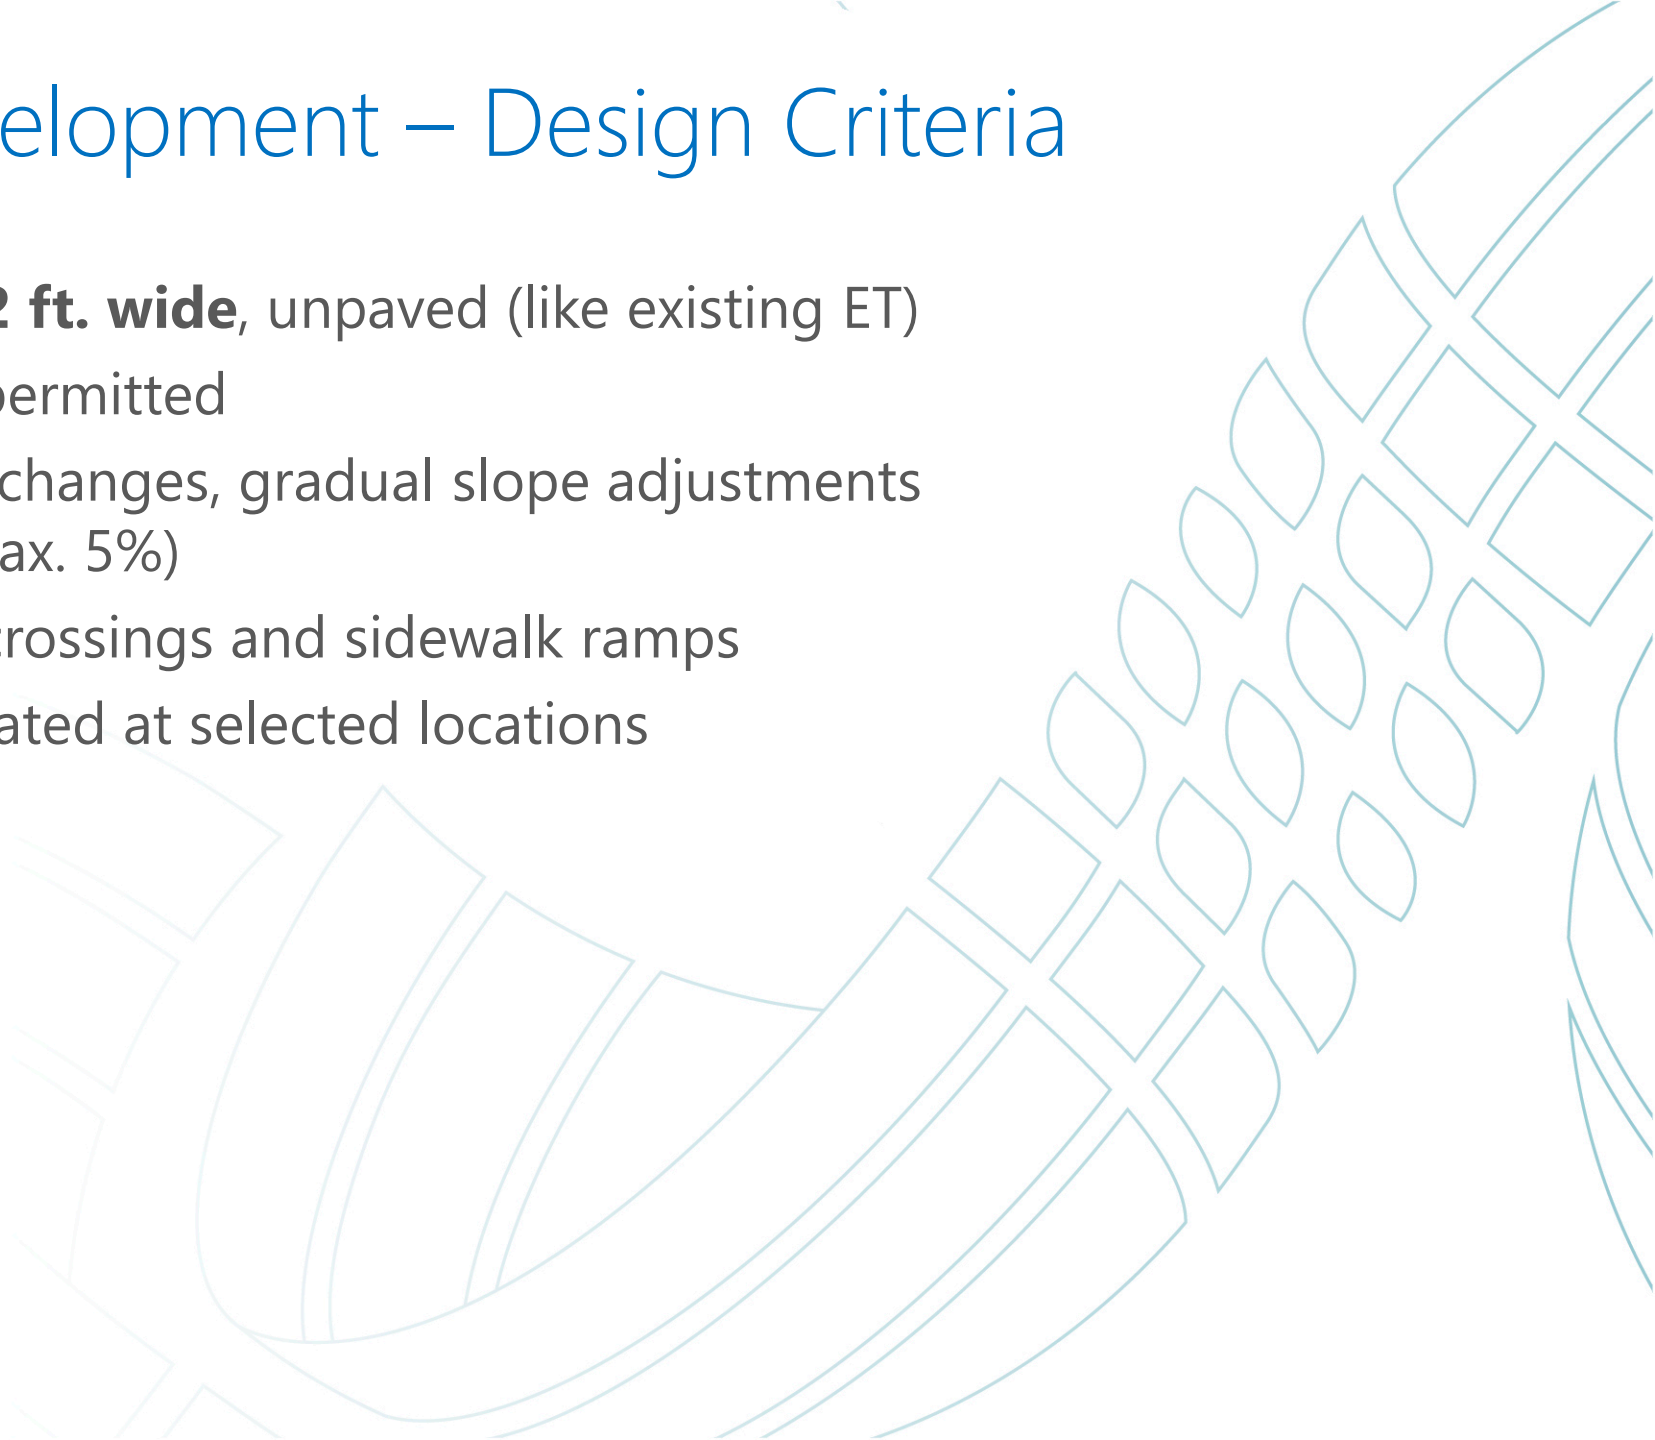 elopment – Design Criteria
2 ft. wide, unpaved (like existing ET)
permitted
changes, gradual slope adjustments
ax. 5%)
crossings and sidewalk ramps
ated at selected locations